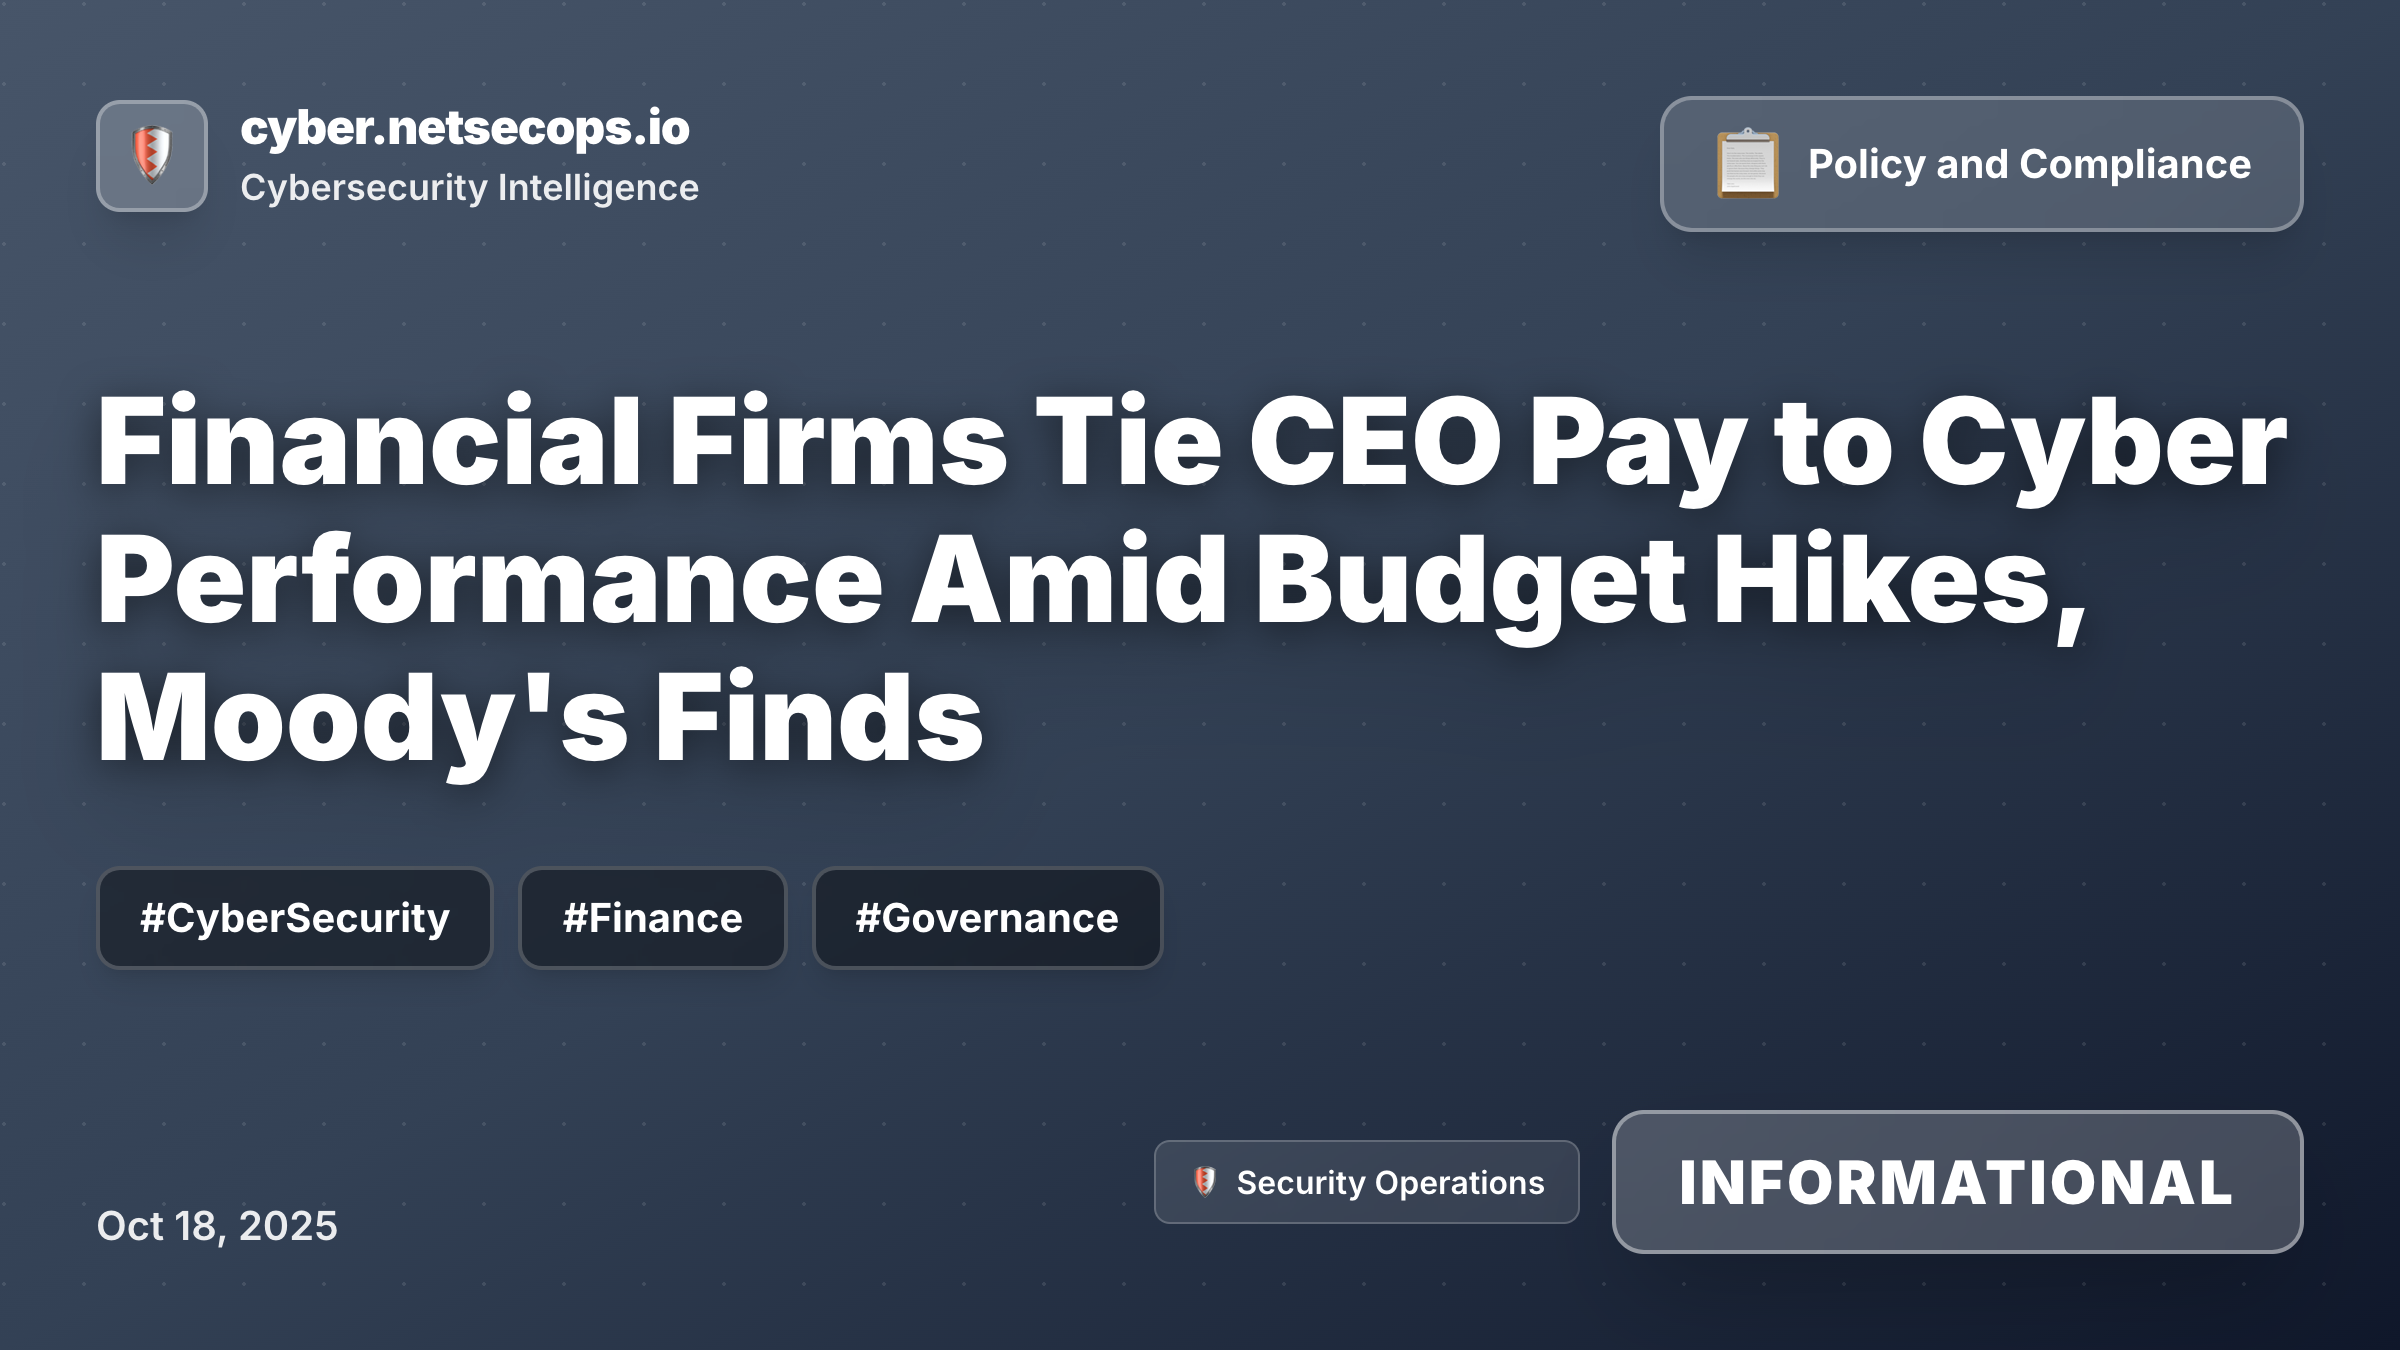 cyber.netsecops.io
Cybersecurity Intelligence
Policy and Compliance
Financial Firms Tie CEO Pay to Cyber
Performance Amid Budget Hikes,
Moody's Finds
#CyberSecurity
#Finance
#Governance
Oct 18, 2025
Security Operations
INFORMATIONAL